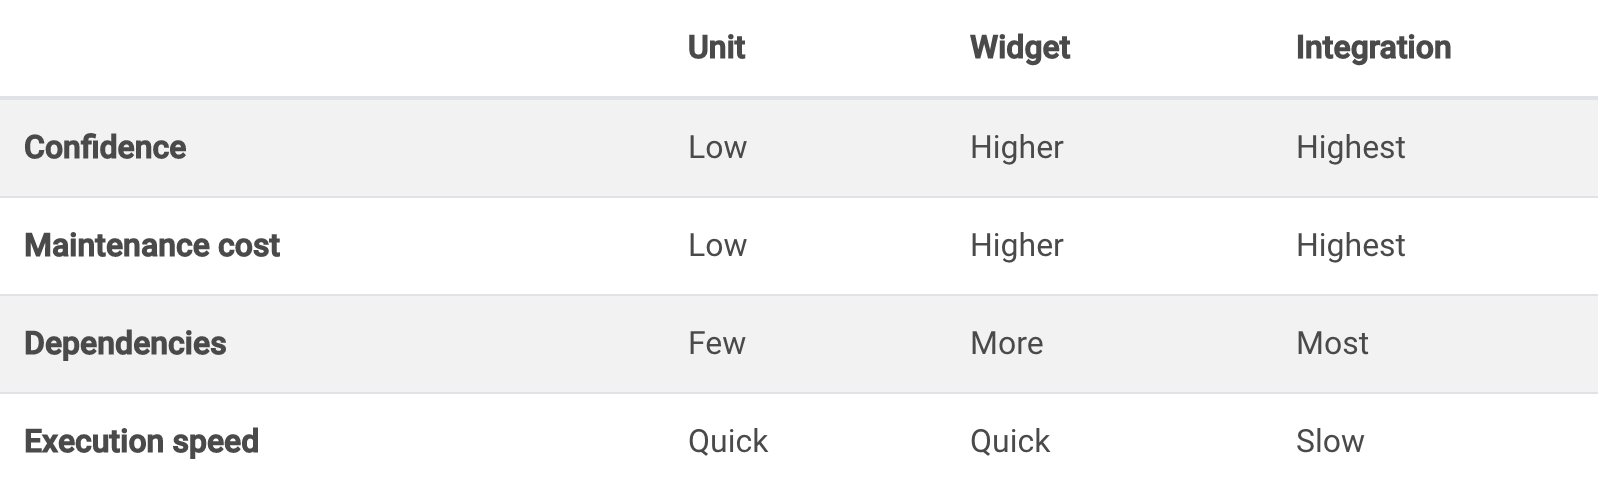 Unit Widget Integration
Confidence Low Higher Highest
Maintenance cost Low Higher Highest
Dependencies Few More Most
Execution speed Quick Quick Slow